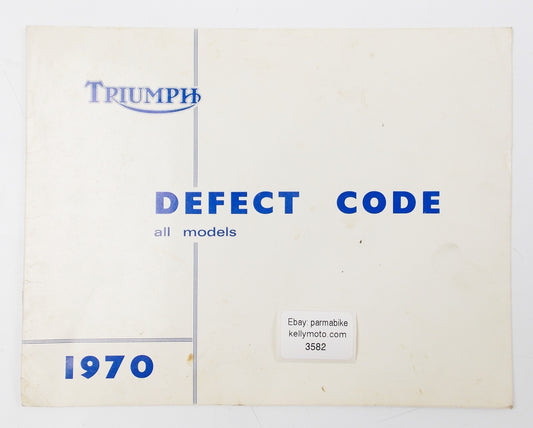 TRIUMPH
DEFECT CODE
all models
Ebay: parmabike
kellymoto.com
3582
1970